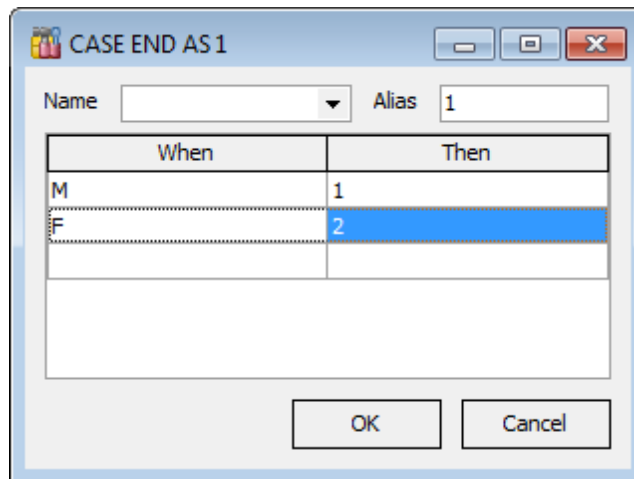 CASE END AS 1
Name Alias 1
When Then
M 1
F 2
OK Cancel